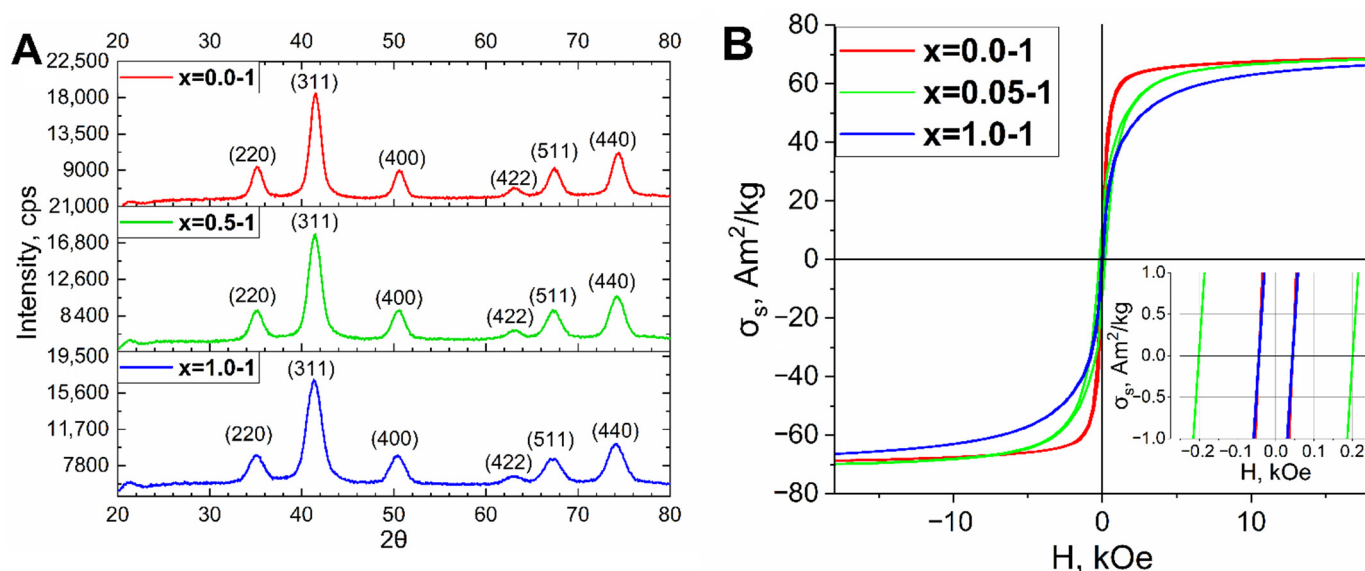 A
20 30 40 50 60 70 80
22,500
18,000
13,500
9000
21,000
16,800
12,600
8400
19,500
15,600
11,700
7800
Intensity, cps
x=0.0-1
(220)
(311)
(400)
(422)
(511)
(440)
x=0.5-1
(220)
(311)
(400)
(422)
(511)
(440)
x=1.0-1
(220)
(311)
(400)
(422)
(511)
(440)
20 30 40 50 60 70 80
2θ
B
80
60
40
20
0
−20
−40
−60
−80
σs, Am²/kg
x=0.0-1
x=0.05-1
x=1.0-1
−10 0 10
H, kOe
1.0
0.5
0.0
−0.5
−1.0
σs, Am²/kg
−0.2 −0.1 0.0 0.1 0.2
H, kOe